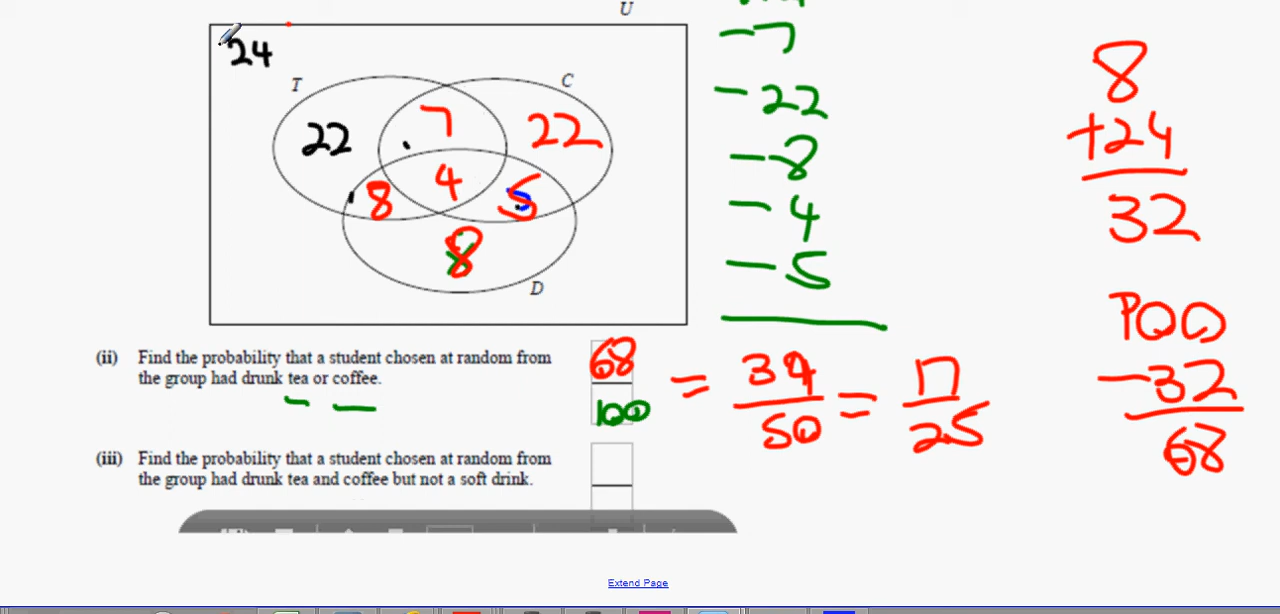 U
24
T
C
7
22
22
4
8
5
8
D
-7
-22
-8
-4
-5
8
+24
32
100
-32
68
(ii) Find the probability that a student chosen at random from
the group had drunk tea or coffee.
68
100
= 34/50 = 17/25
(iii) Find the probability that a student chosen at random from
the group had drunk tea and coffee but not a soft drink.
Extend Page